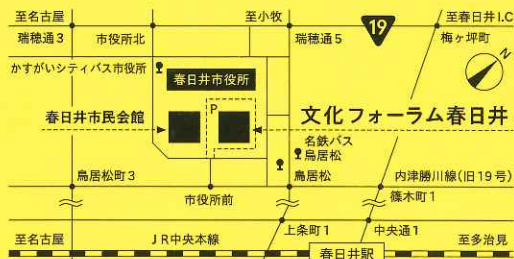 至名古屋
至小牧
至春日井I.C
瑞穂通3
市役所北
瑞穂通5
19
梅ヶ坪町
N
かすがいシティバス市役所
春日井市役所
P
春日井市民会館
文化フォーラム春日井
名鉄バス
鳥居松
鳥居松町3
鳥居松
内津勝川線(旧19号)
市役所前
篠木町1
上条町1
中央通1
至名古屋
JR中央本線
春日井駅
至多治見